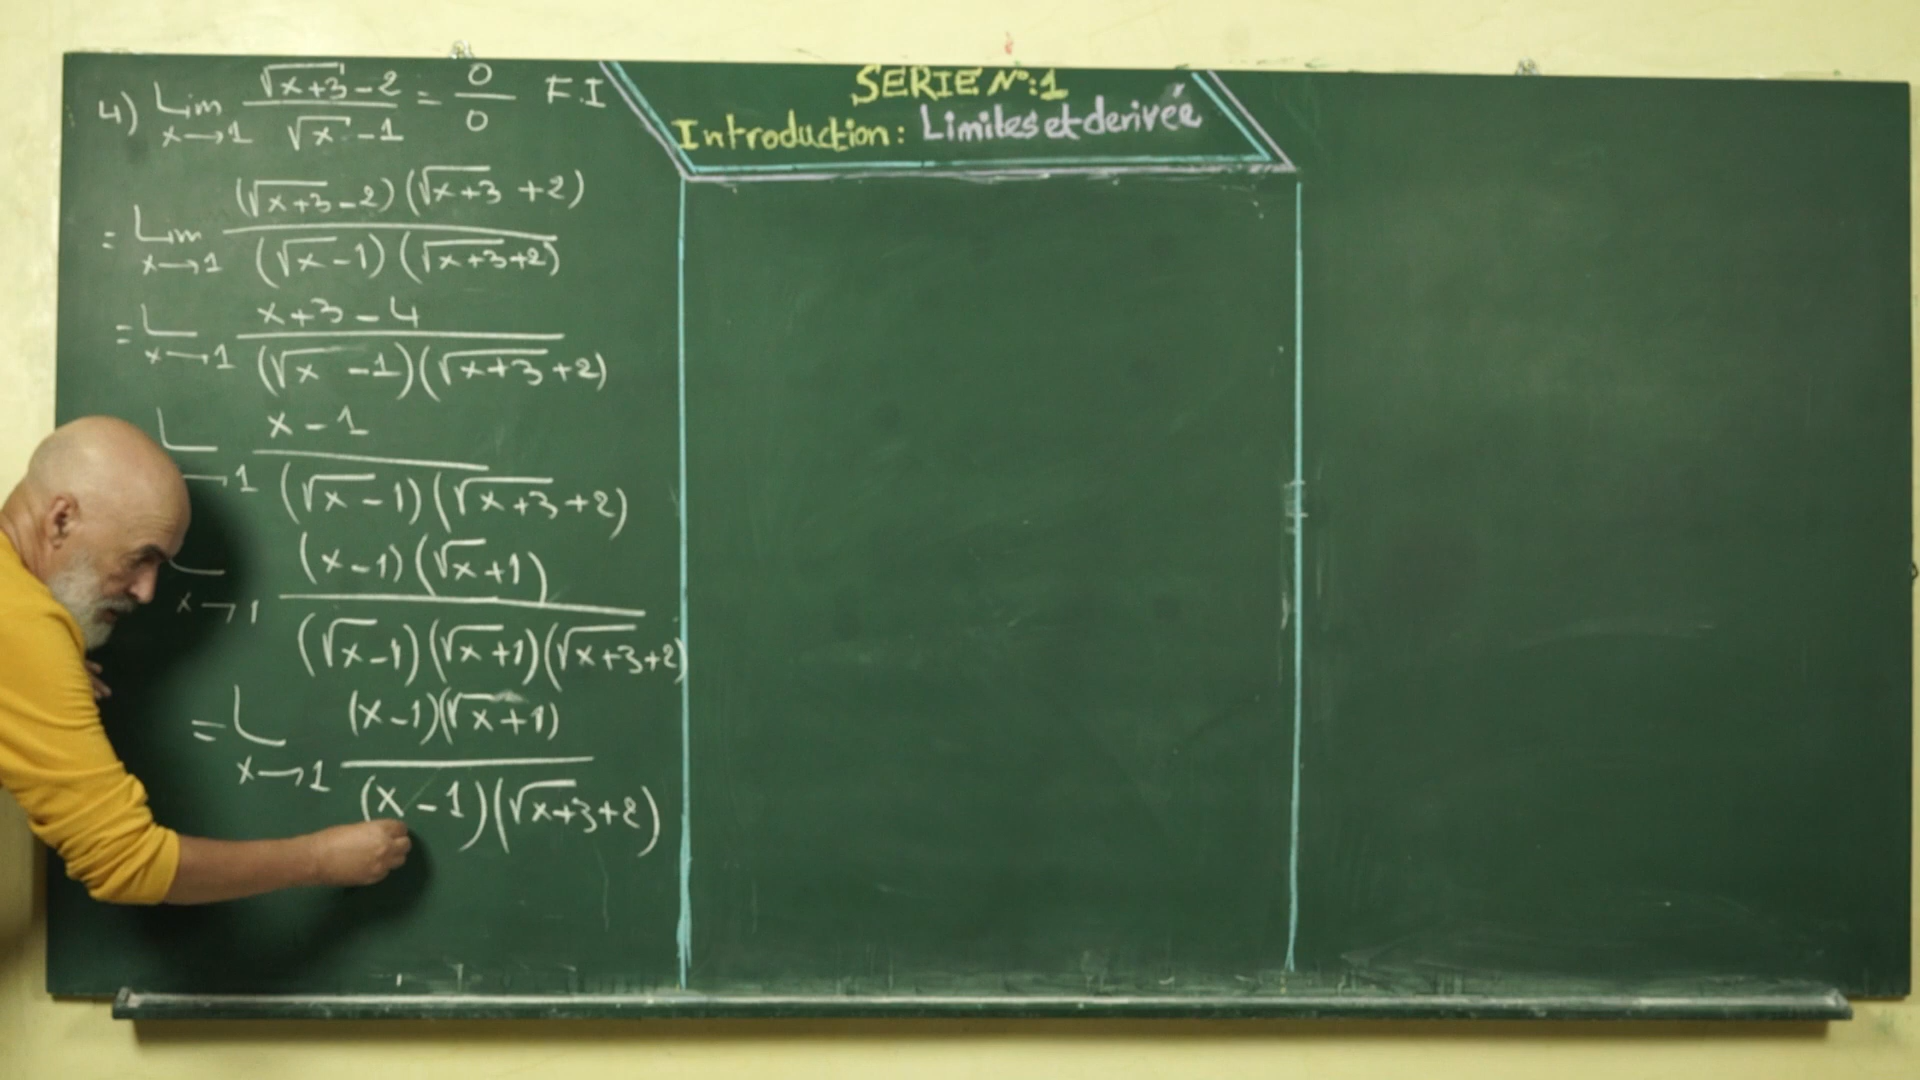 4) Lim x→1 (√x+3 - 2)/(√x - 1) = 0/0 F.I
= Lim x→1 (√x+3 - 2)(√x+3 + 2)/(√x - 1)(√x+3 + 2)
= L x→1 x+3-4/(√x - 1)(√x+3 + 2)
L →1 x-1/(√x - 1)(√x+3 + 2)
x→1 (x-1)(√x + 1)/(√x - 1)(√x + 1)(√x+3 + 2)
= L x→1 (x-1)(√x + 1)/(x-1)(√x+3 + 2)
SERIE N°:1
Introduction: Limites et derivée